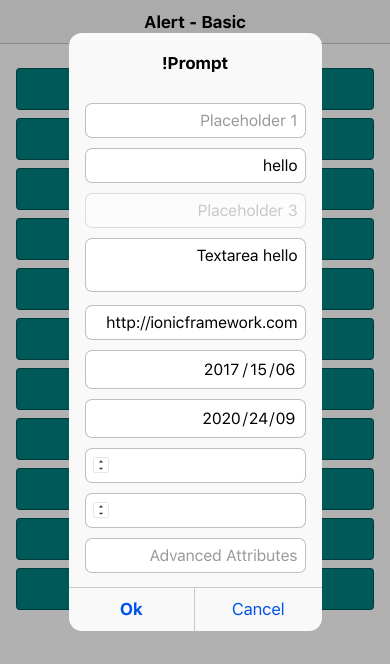 Alert - Basic
!Prompt
Placeholder 1
hello
Placeholder 3
Textarea hello
http://ionicframework.com
2017/15/06
2020/24/09
Advanced Attributes
Ok
Cancel